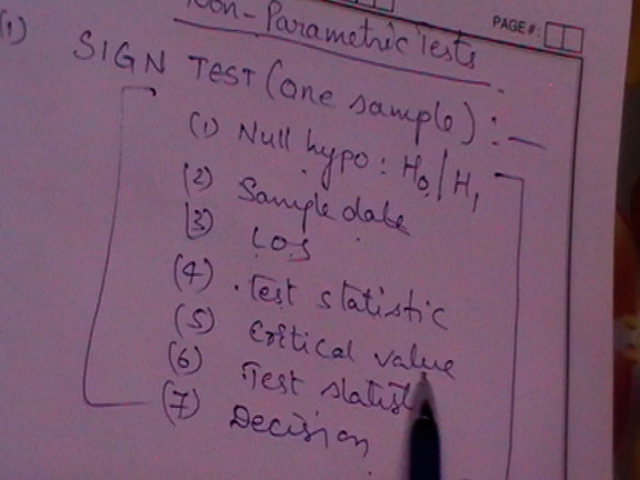 Non-Parametric Tests
PAGE#:
(1) SIGN TEST (one sample) :-
(1) Null hypo : H0/H1
(2) Sample date
(3) LOS
(4) Test statistic
(5) Critical value
(6) Test statist
(7) Decision